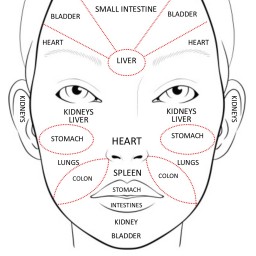 SMALL INTESTINE
BLADDER
BLADDER
HEART
HEART
LIVER
KIDNEYS
KIDNEYS
KIDNEYS
LIVER
KIDNEYS
LIVER
STOMACH
STOMACH
HEART
LUNGS
LUNGS
SPLEEN
COLON
COLON
STOMACH
INTESTINES
KIDNEY
BLADDER